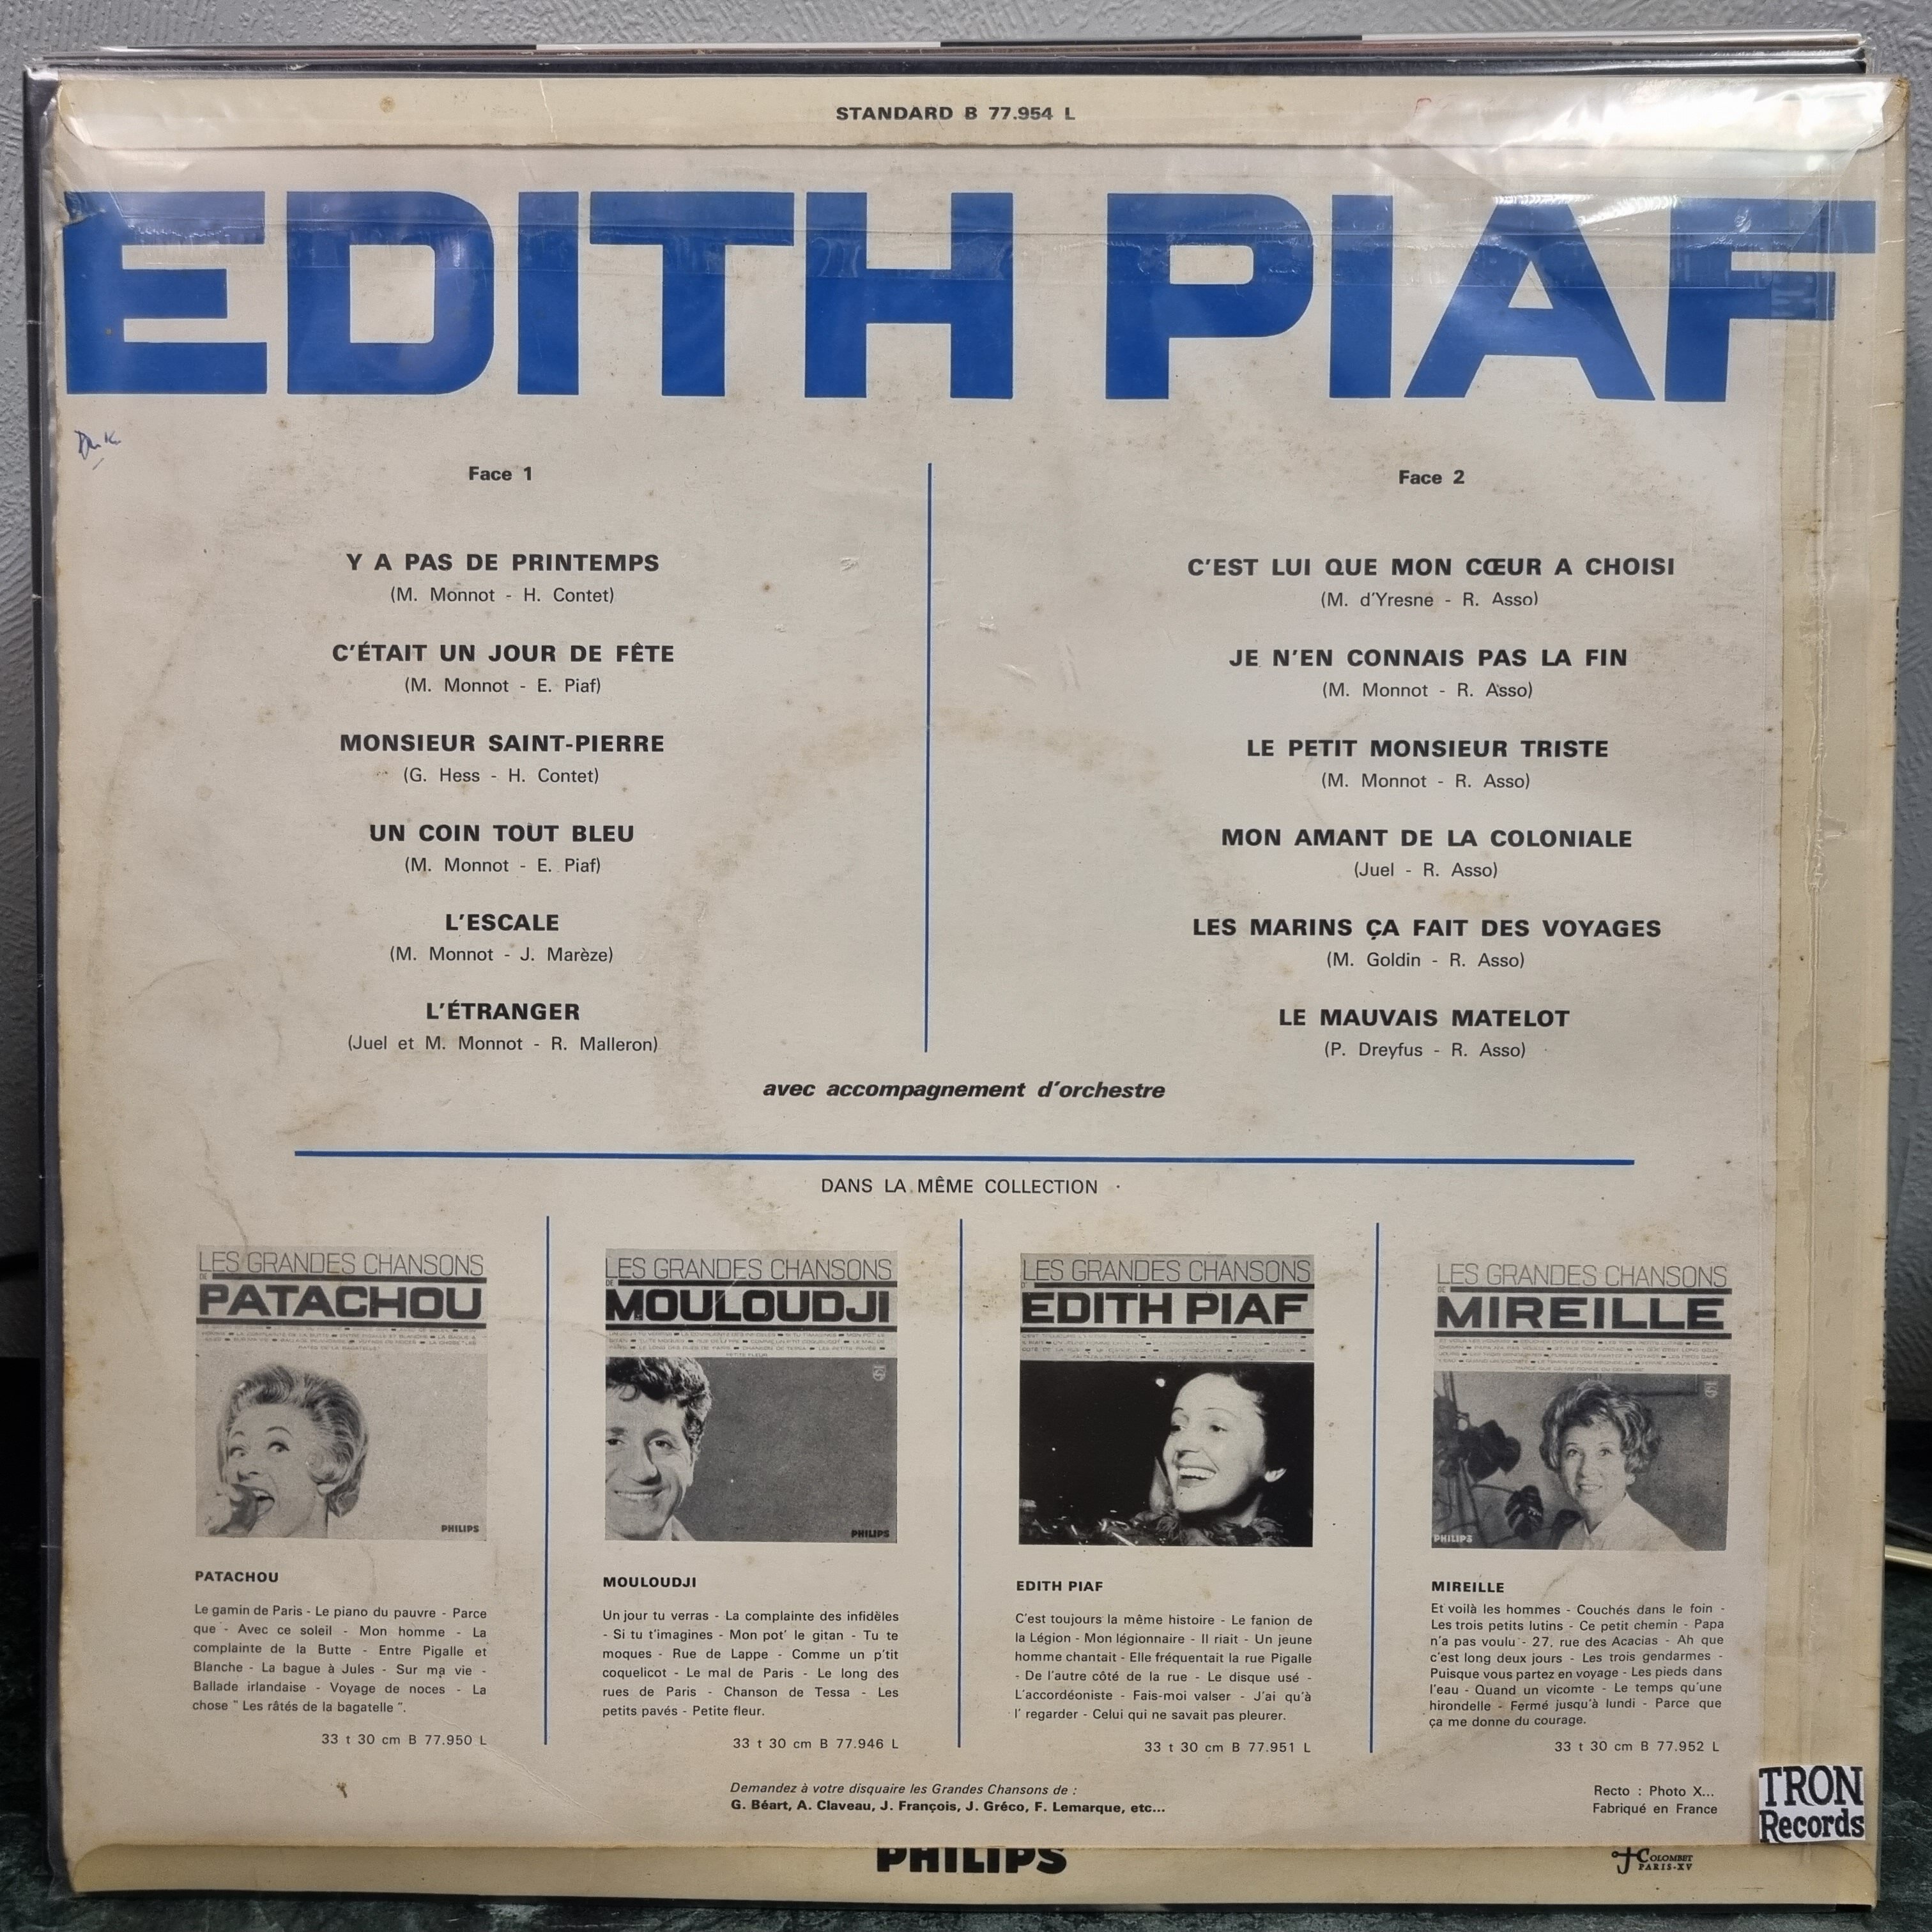 STANDARD B 77.954 L
EDITH PIAF
Face 1
Y A PAS DE PRINTEMPS
(M. Monnot - H. Contet)
C'ÉTAIT UN JOUR DE FÊTE
(M. Monnot - E. Piaf)
MONSIEUR SAINT-PIERRE
(G. Hess - H. Contet)
UN COIN TOUT BLEU
(M. Monnot - E. Piaf)
L'ESCALE
(M. Monnot - J. Marèze)
L'ÉTRANGER
(Juel et M. Monnot - R. Malleron)
Face 2
C'EST LUI QUE MON CŒUR A CHOISI
(M. d'Yresne - R. Asso)
JE N'EN CONNAIS PAS LA FIN
(M. Monnot - R. Asso)
LE PETIT MONSIEUR TRISTE
(M. Monnot - R. Asso)
MON AMANT DE LA COLONIALE
(Juel - R. Asso)
LES MARINS ÇA FAIT DES VOYAGES
(M. Goldin - R. Asso)
LE MAUVAIS MATELOT
(P. Dreyfus - R. Asso)
avec accompagnement d'orchestre
DANS LA MÊME COLLECTION
LES GRANDES CHANSONS
DE
PATACHOU
PHILIPS
PATACHOU
Le gamin de Paris - Le piano du pauvre - Parce
que - Avec ce soleil - Mon homme - La
complainte de la Butte - Entre Pigalle et
Blanche - La bague à Jules - Sur ma vie -
Ballade irlandaise - Voyage de noces - La
chose " Les râtés de la bagatelle ".
33 t 30 cm B 77.950 L
LES GRANDES CHANSONS
DE
MOULOUDJI
PHILIPS
MOULOUDJI
Un jour tu verras - La complainte des infidèles
- Si tu t'imagines - Mon pot' le gitan - Tu te
moques - Rue de Lappe - Comme un p'tit
coquelicot - Le mal de Paris - Le long des
rues de Paris - Chanson de Tessa - Les
petits pavés - Petite fleur.
33 t 30 cm B 77.946 L
LES GRANDES CHANSONS
D'
EDITH PIAF
EDITH PIAF
C'est toujours la même histoire - Le fanion de
la Légion - Mon légionnaire - Il riait - Un jeune
homme chantait - Elle fréquentait la rue Pigalle
- De l'autre côté de la rue - Le disque usé -
L'accordéoniste - Fais-moi valser - J'ai qu'à
l' regarder - Celui qui ne savait pas pleurer.
33 t 30 cm B 77.951 L
LES GRANDES CHANSONS
DE
MIREILLE
PHILIPS
MIREILLE
Et voilà les hommes - Couchés dans le foin -
Les trois petits lutins - Ce petit chemin - Papa
n'a pas voulu - 27, rue des Acacias - Ah que
c'est long deux jours - Les trois gendarmes -
Puisque vous partez en voyage - Les pieds dans
l'eau - Quand un vicomte - Le temps qu'une
hirondelle - Fermé jusqu'à lundi - Parce que
ça me donne du courage.
33 t 30 cm B 77.952 L
Demandez à votre disquaire les Grandes Chansons de :
G. Béart, A. Claveau, J. François, J. Gréco, F. Lemarque, etc...
Recto : Photo X...
Fabriqué en France
TRON
Records
PHILIPS
COLOMBET
PARIS-XV